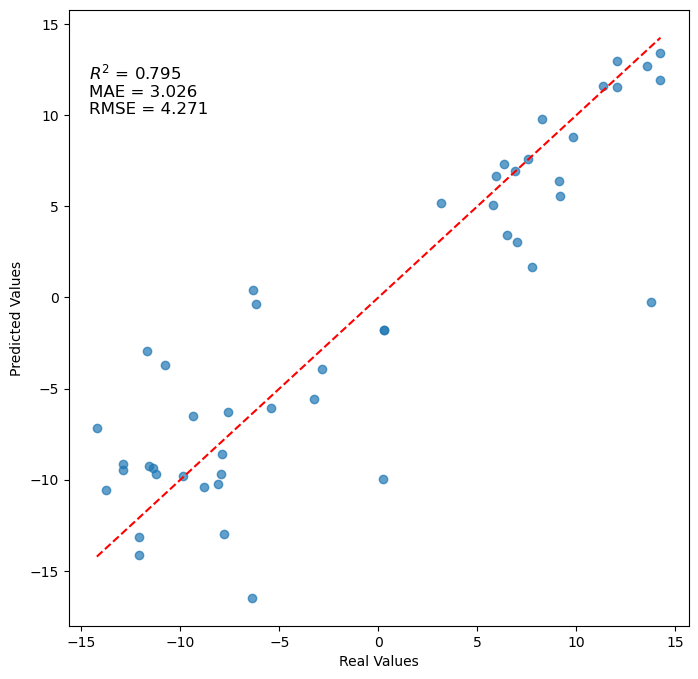 R² = 0.795
MAE = 3.026
RMSE = 4.271
15
10
5
0
−5
−10
−15
Predicted Values
−15 −10 −5 0 5 10 15
Real Values